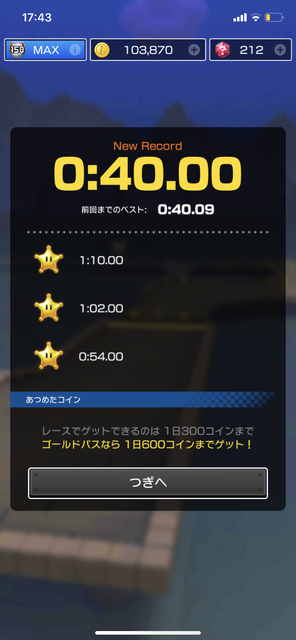 17:43
150 MAX i 103,870 + 212 +
New Record
0:40.00
前回までのベスト: 0:40.09
1:10.00
1:02.00
0:54.00
あつめたコイン
レースでゲットできるのは 1日300コインまで
ゴールドパスなら 1日600コインまでゲット！
つぎへ